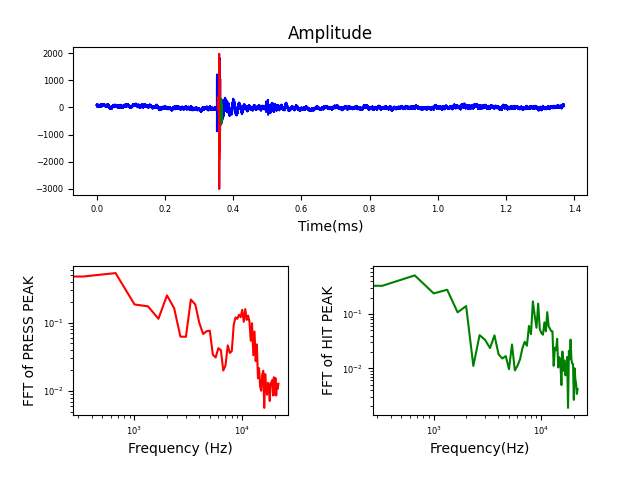 Amplitude
2000
1000
0
−1000
−2000
−3000
0.0 0.2 0.4 0.6 0.8 1.0 1.2 1.4
Time(ms)
FFT of PRESS PEAK
10⁻¹
10⁻²
10³ 10⁴
Frequency (Hz)
FFT of HIT PEAK
10⁻¹
10⁻²
10³ 10⁴
Frequency(Hz)